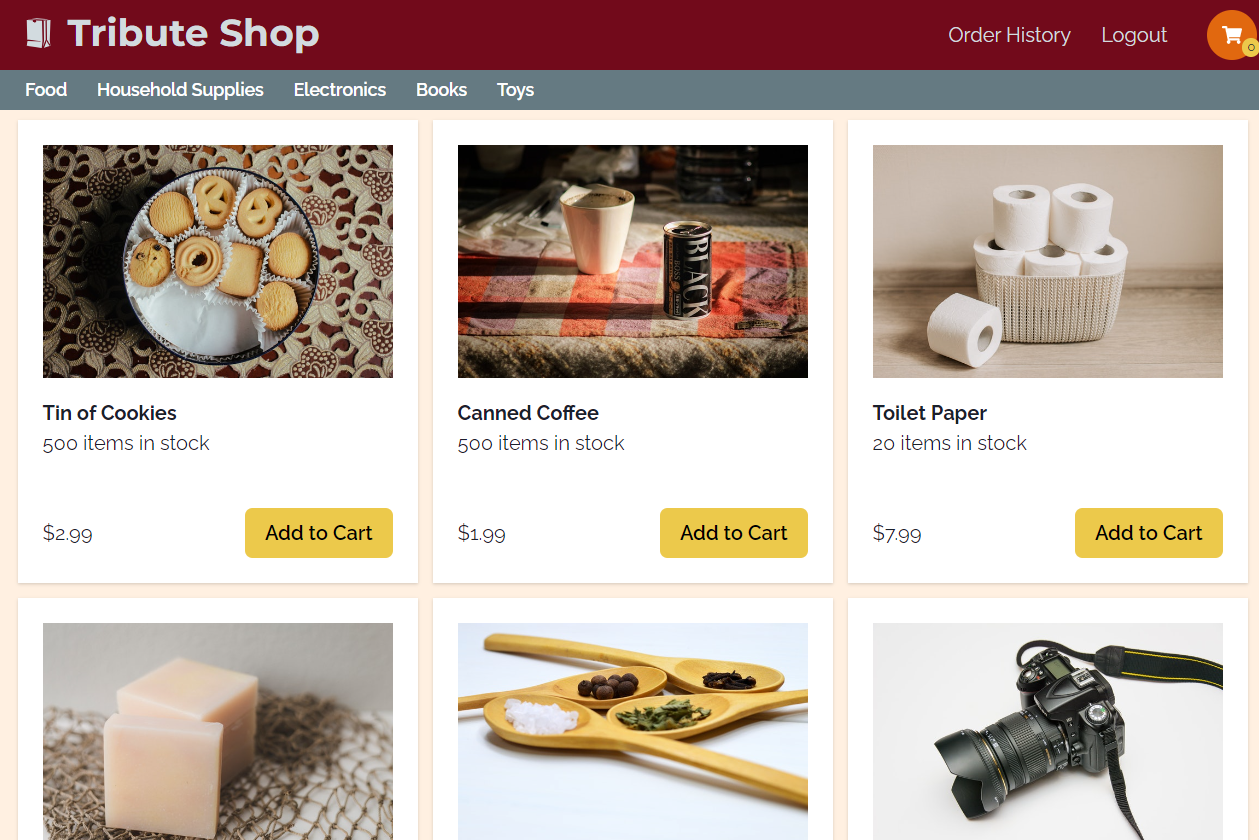 Tribute Shop
Order History
Logout
0
Food
Household Supplies
Electronics
Books
Toys
BOSS
BLACK
Tin of Cookies
500 items in stock
$2.99
Add to Cart
Canned Coffee
500 items in stock
$1.99
Add to Cart
Toilet Paper
20 items in stock
$7.99
Add to Cart